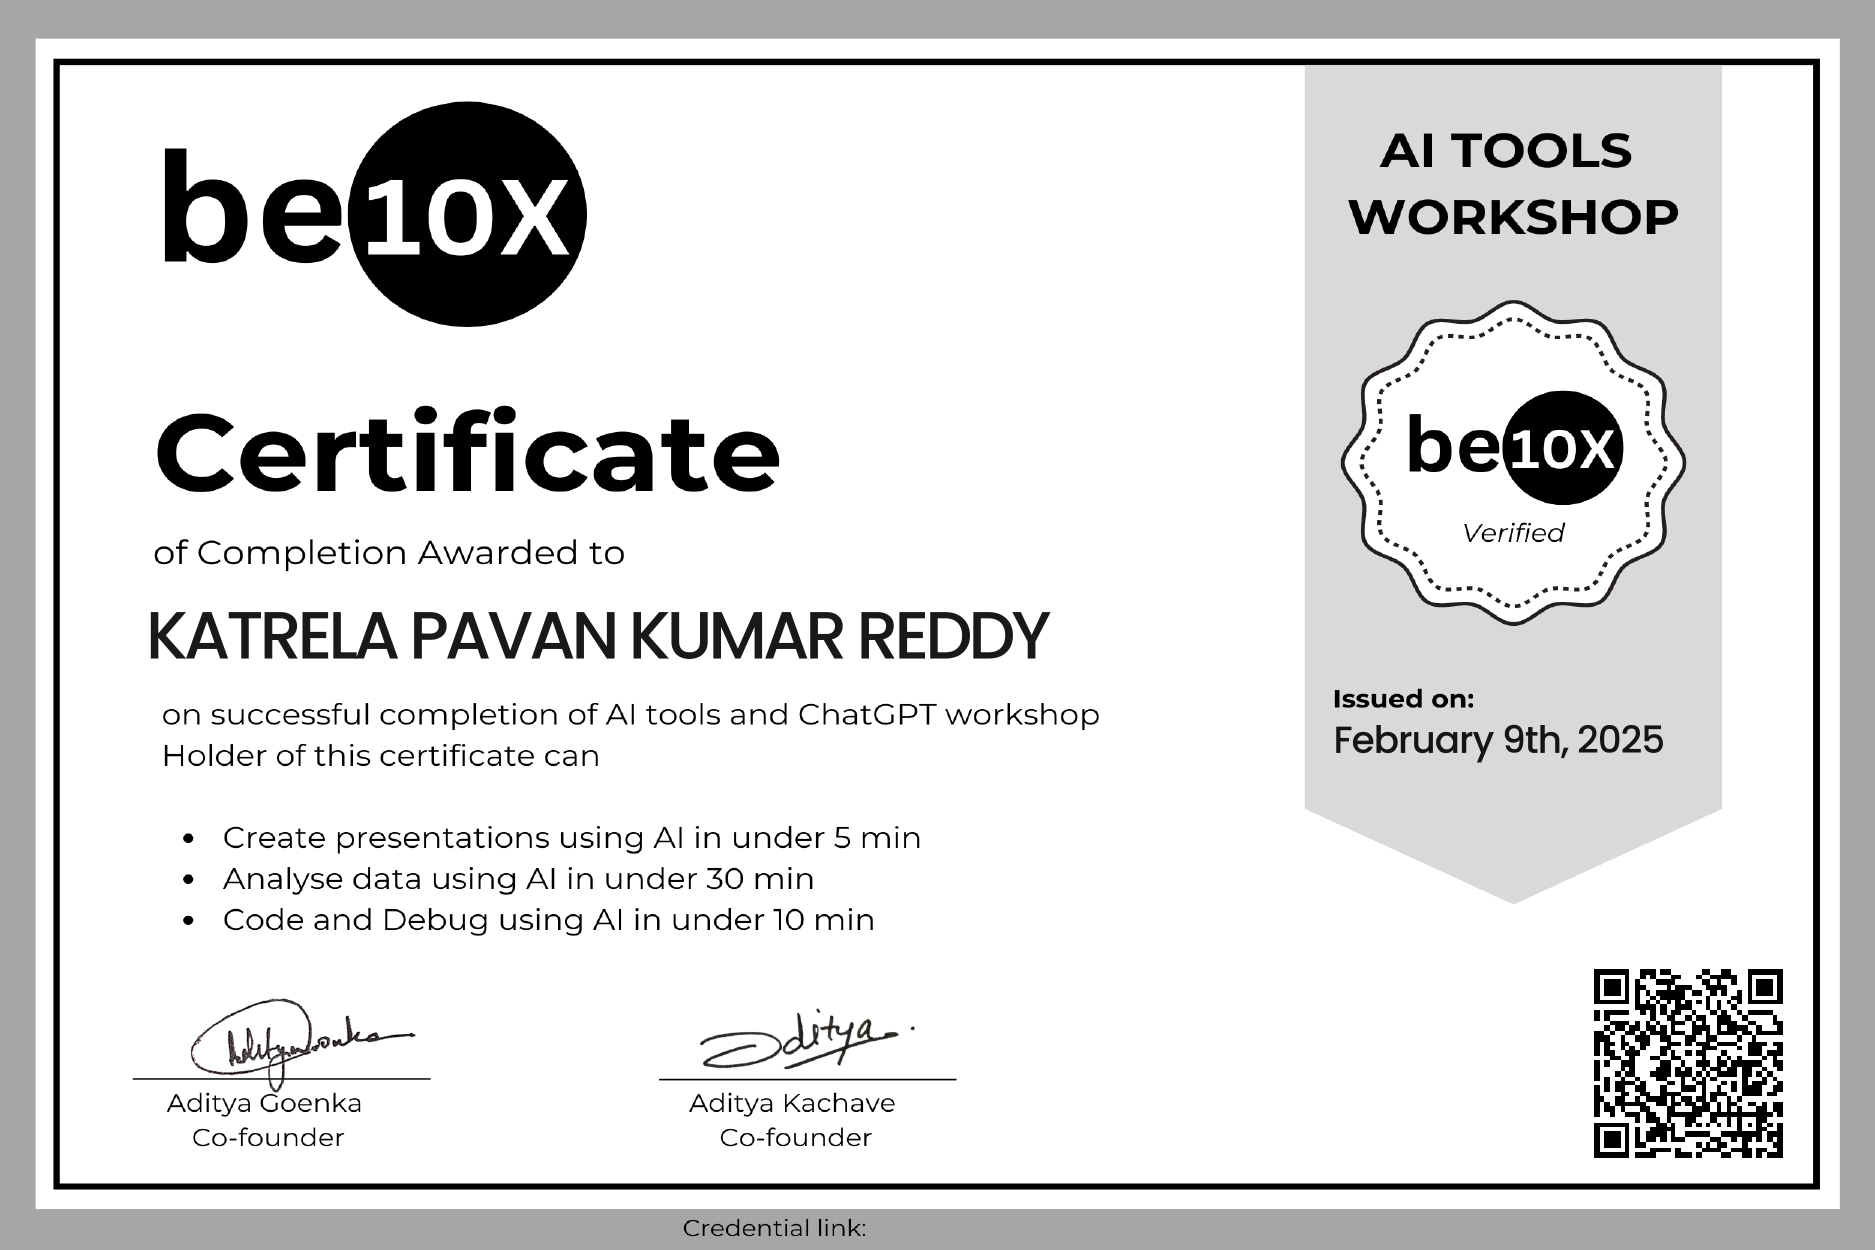 be10X
Certificate
of Completion Awarded to
KATRELA PAVAN KUMAR REDDY
on successful completion of AI tools and ChatGPT workshop
Holder of this certificate can
• Create presentations using AI in under 5 min
• Analyse data using AI in under 30 min
• Code and Debug using AI in under 10 min
Aditya Goenka
Aditya Goenka
Co-founder
Aditya.
Aditya Kachave
Co-founder
AI TOOLS
WORKSHOP
be10X
Verified
Issued on:
February 9th, 2025
Credential link: